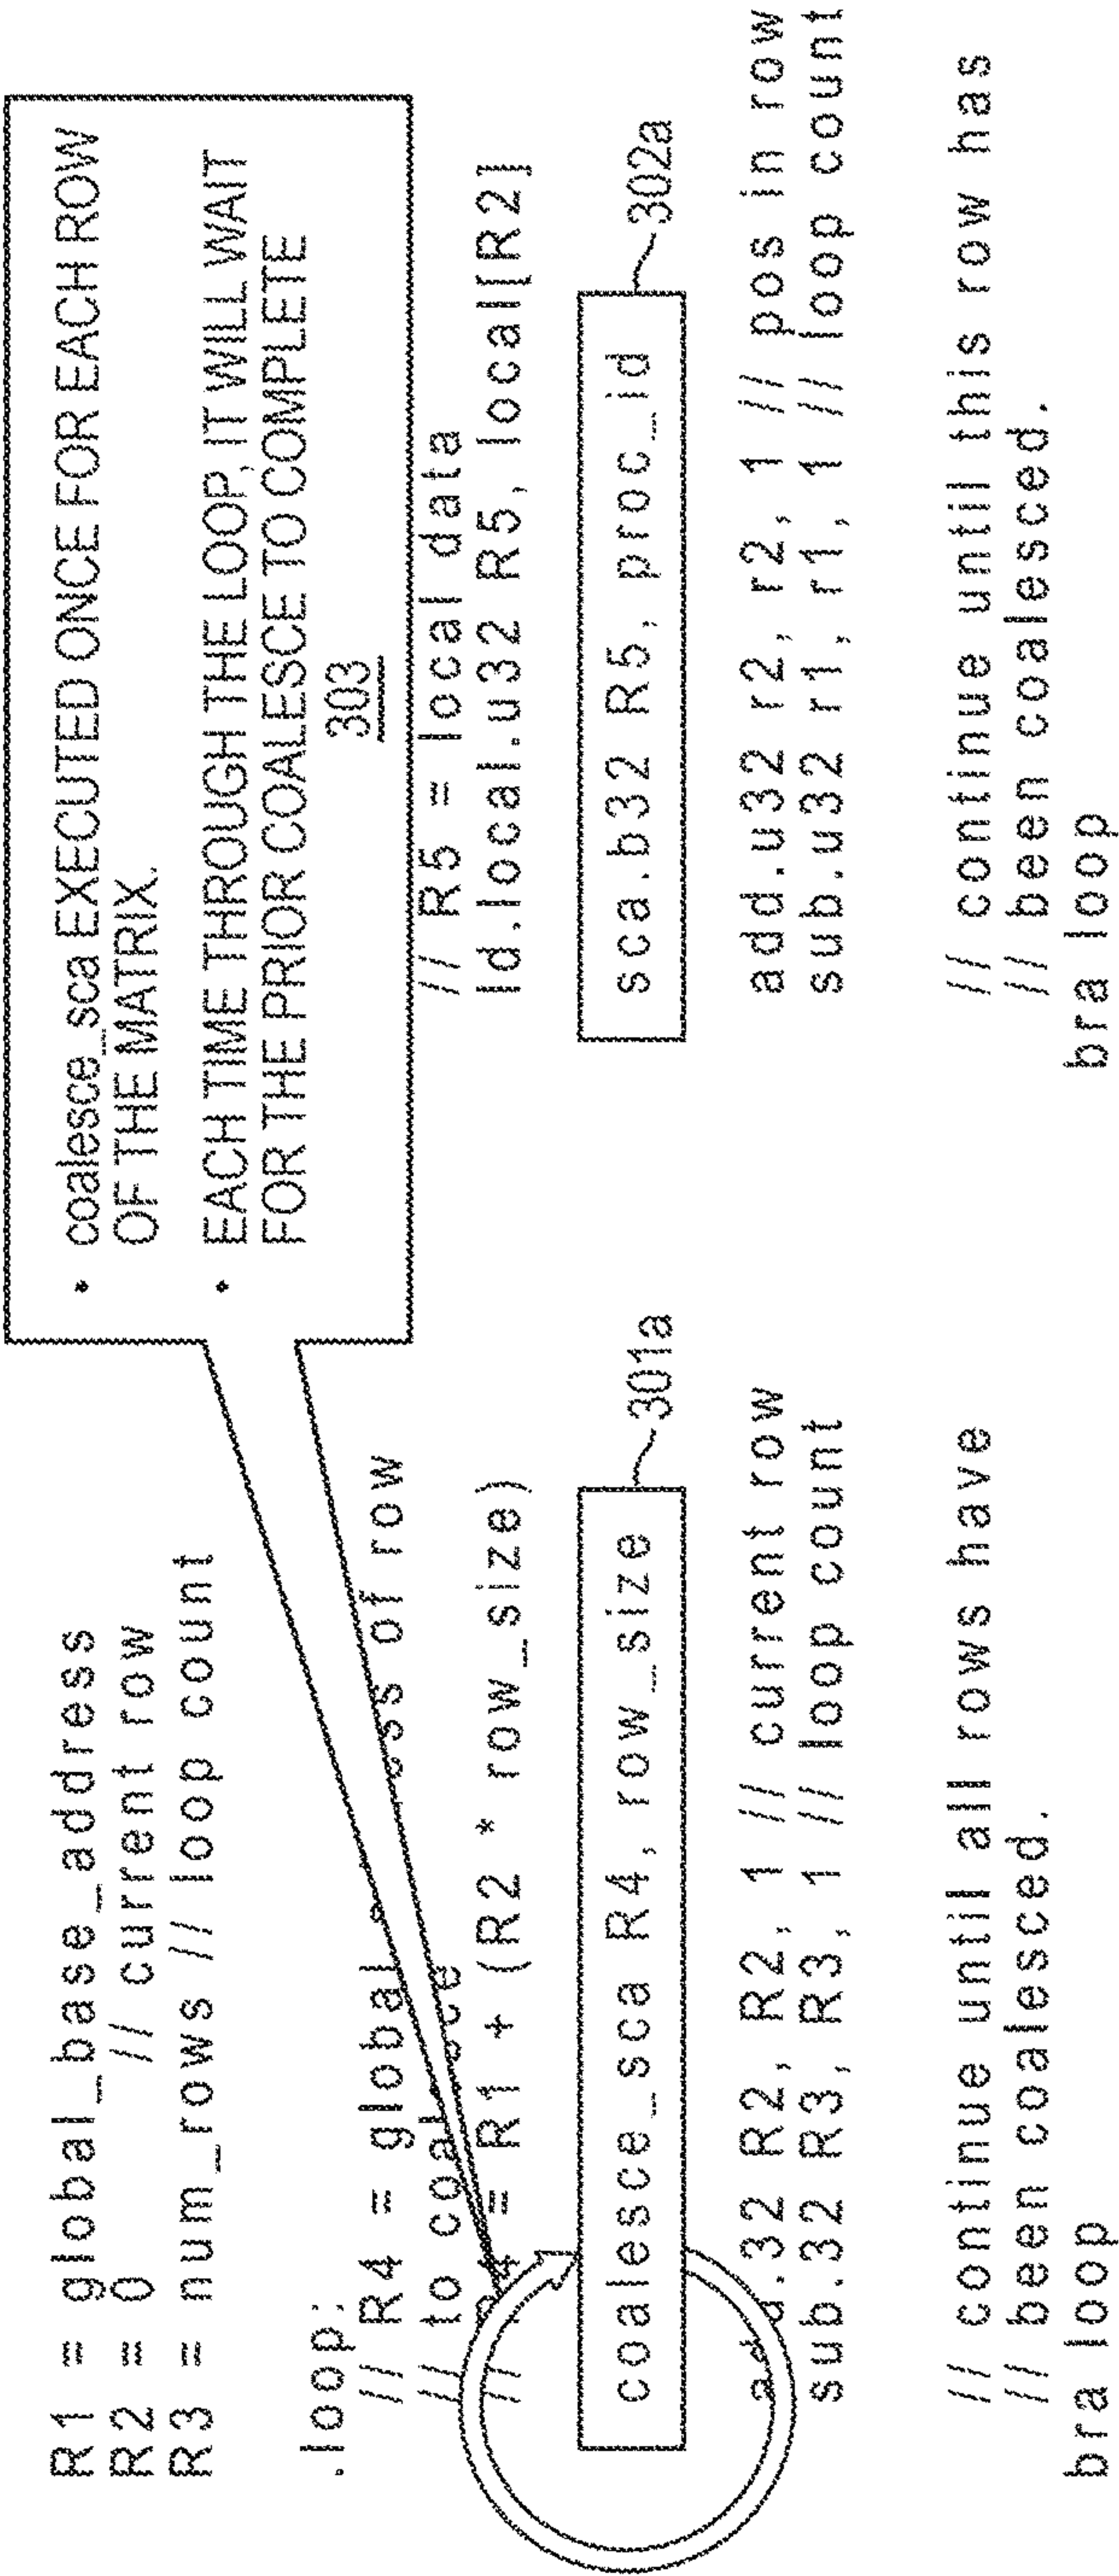 R1 = global_base_address
R2 = 0 // current row
R3 = num_rows // loop count
.loop:
// R4 = global ess of row
// to coalesce
// = R1 + (R2 * row_size)
coalesce_sca R4, row_size
301a
add.32 R2, R2, 1 // current row
sub.32 R3, R3, 1 // loop count
// continue until all rows have
// been coalesced.
bra loop
• coalesce_sca EXECUTED ONCE FOR EACH ROW
OF THE MATRIX.
• EACH TIME THROUGH THE LOOP, IT WILL WAIT
FOR THE PRIOR COALESCE TO COMPLETE
303
// R5 = local data
ld.local.u32 R5, local[R2]
sca.b32 R5, proc_id
302a
add.u32 r2, r2, 1 // pos in row
sub.u32 r1, r1, 1 // loop count
// continue until this row has
// been coalesced.
bra loop